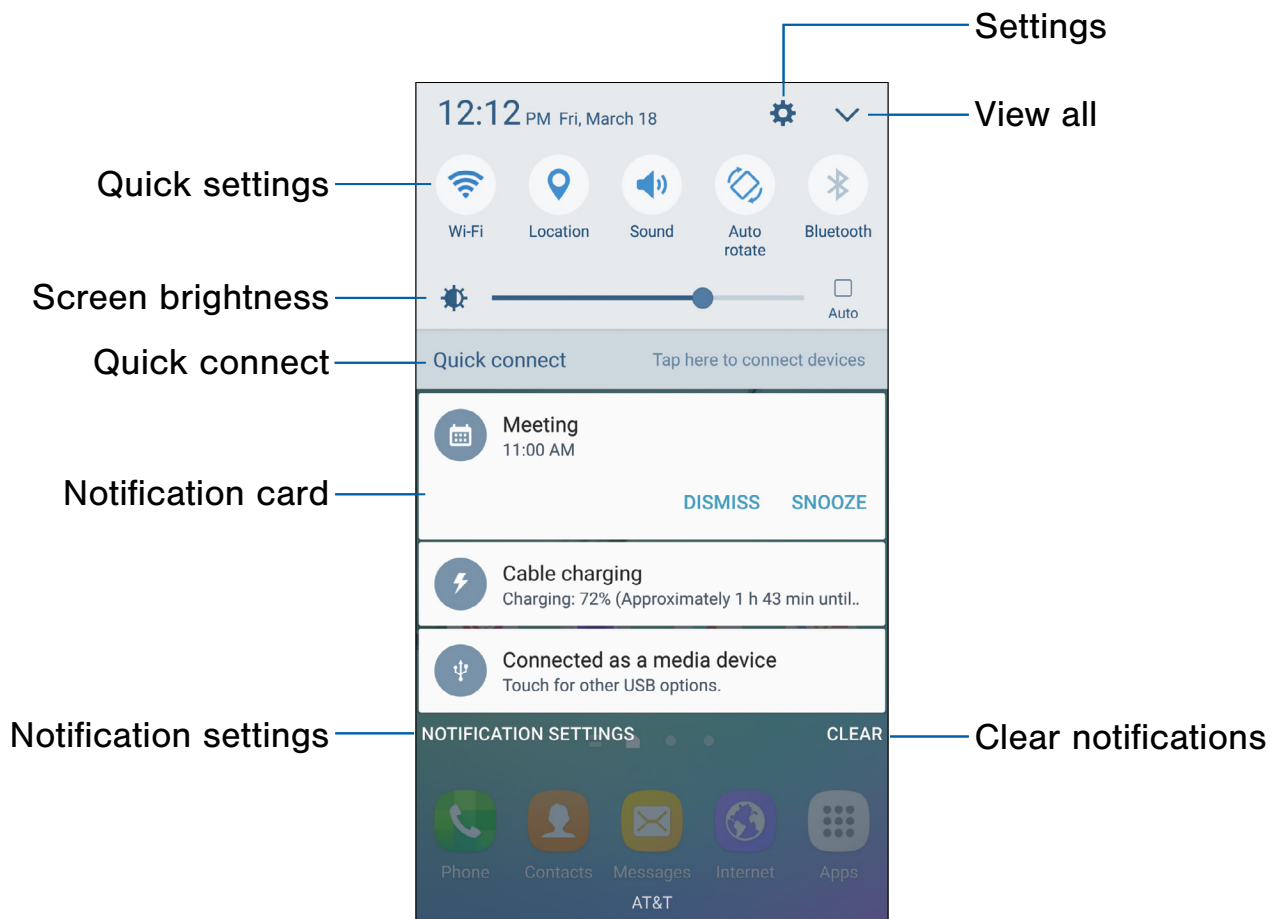 Settings
12:12 PM Fri, March 18
View all
Quick settings
Wi-Fi
Location
Sound
Auto
rotate
Bluetooth
Screen brightness
Auto
Quick connect
Quick connect
Tap here to connect devices
Meeting
11:00 AM
Notification card
DISMISS
SNOOZE
Cable charging
Charging: 72% (Approximately 1 h 43 min until..
Connected as a media device
Touch for other USB options.
Notification settings
NOTIFICATION SETTINGS
CLEAR
Clear notifications
Phone
Contacts
Messages
Internet
Apps
AT&T